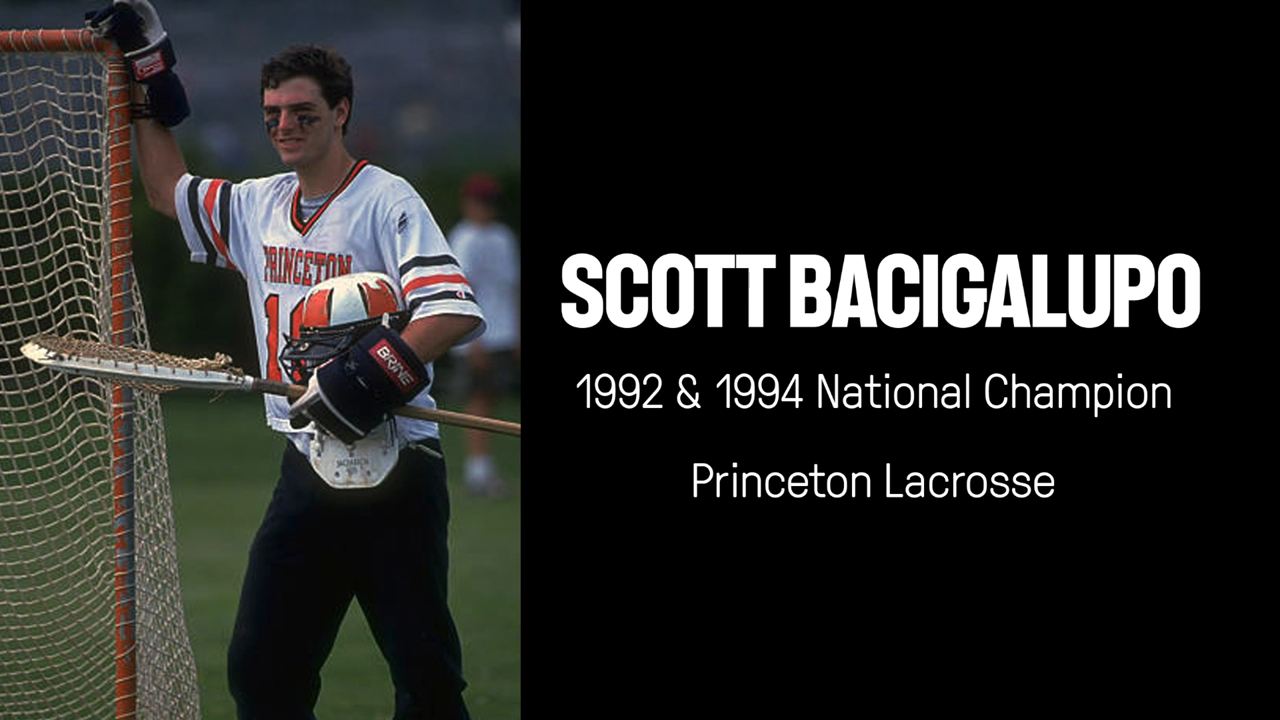 PRINCETON
BRINE
SCOTT BACIGALUPO
1992 & 1994 National Champion
Princeton Lacrosse